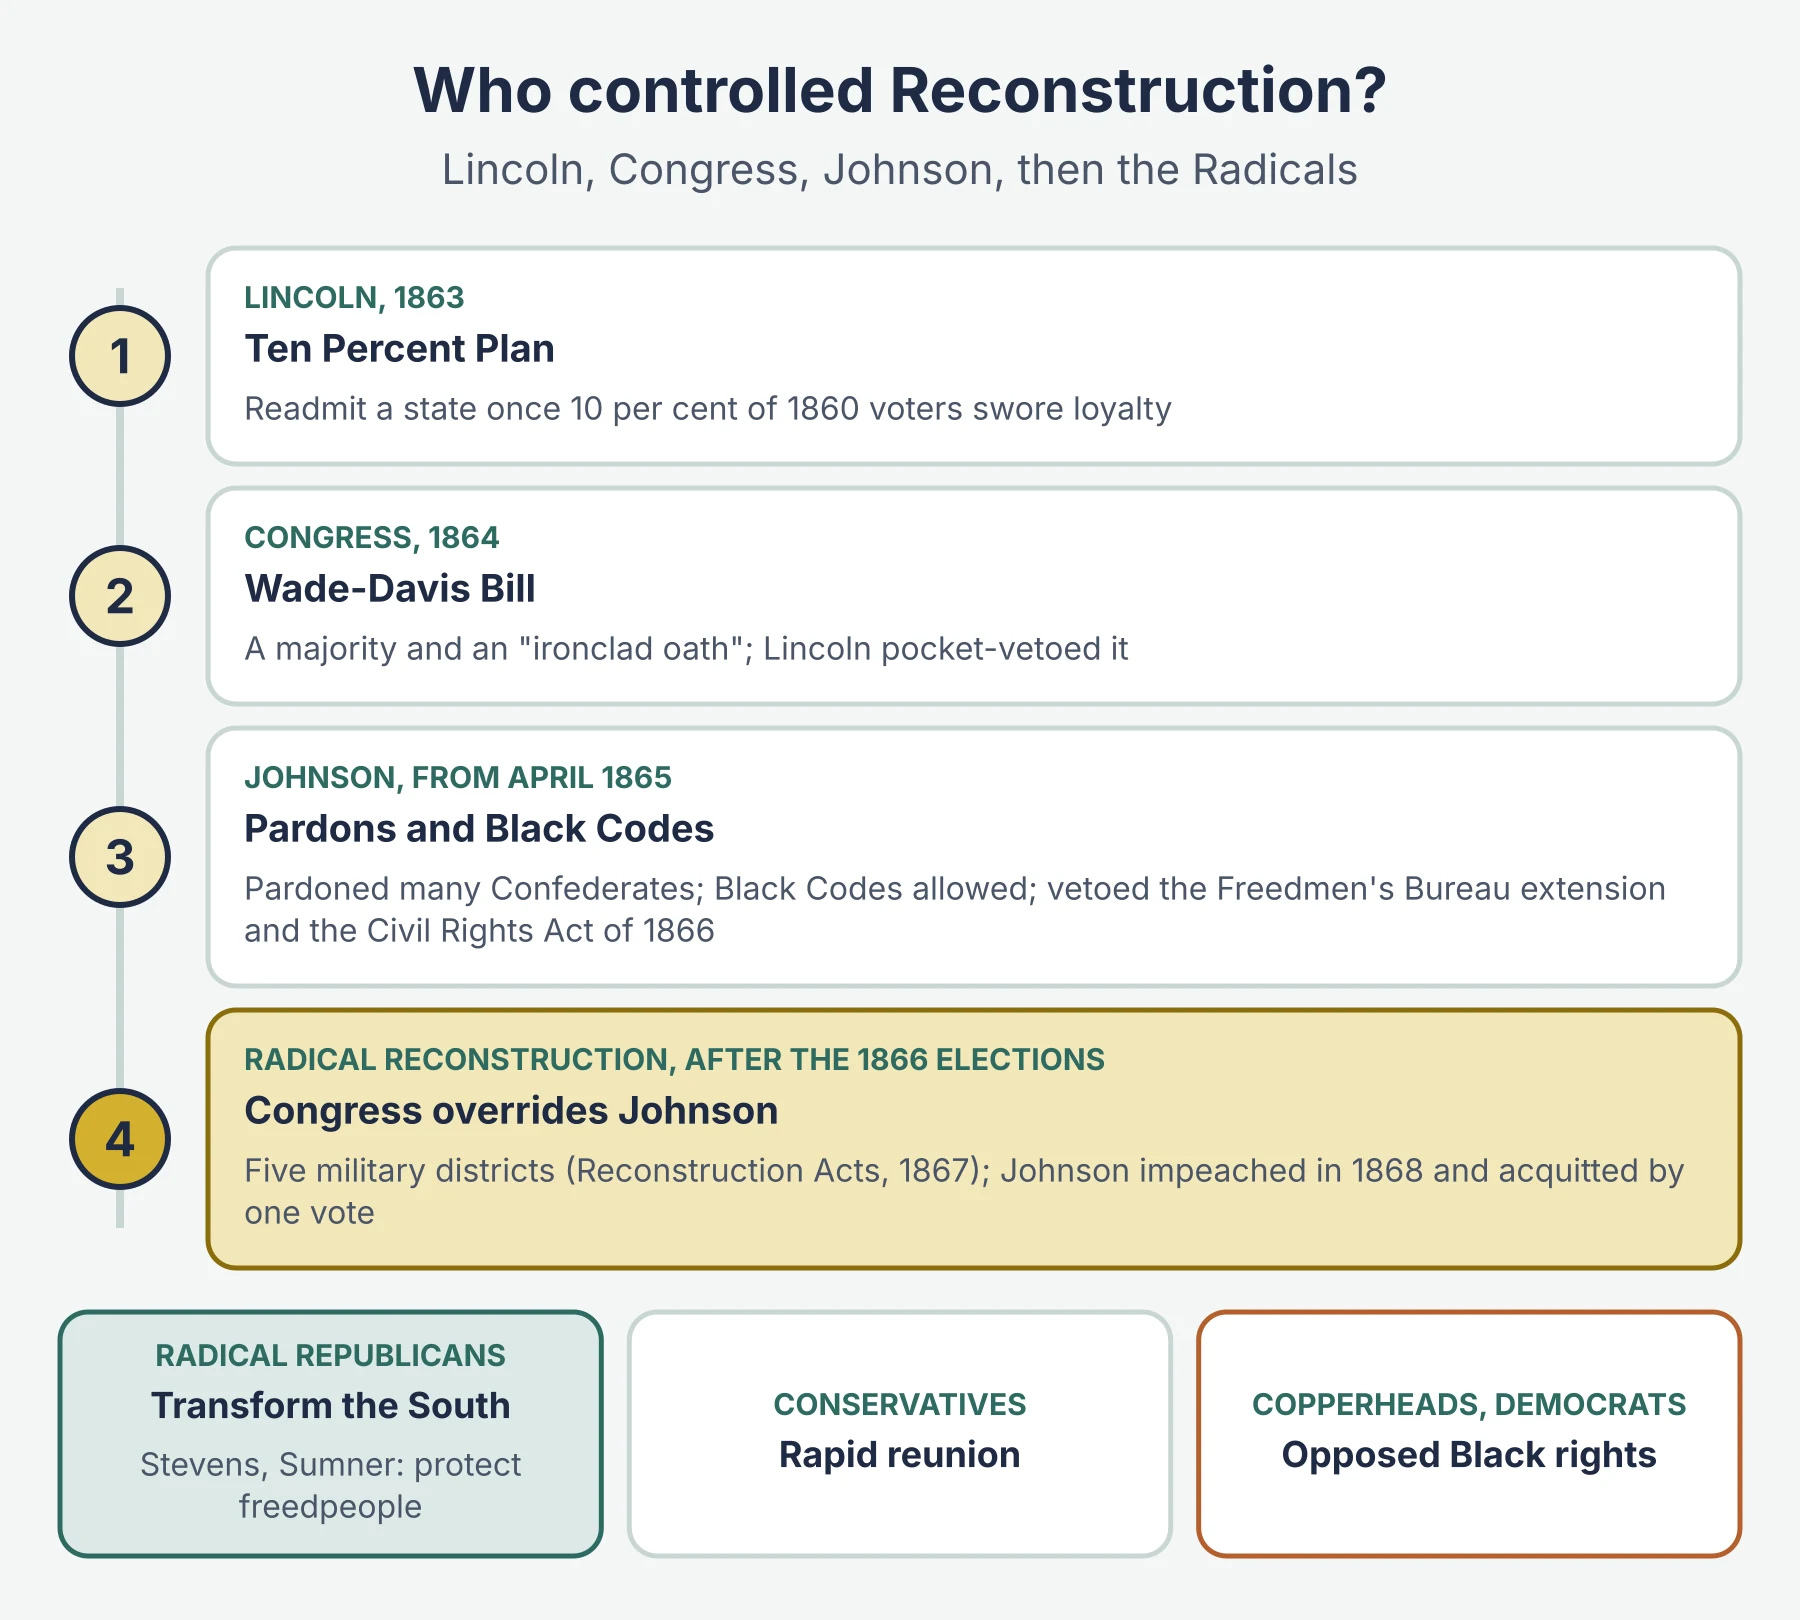 Who controlled Reconstruction?
Lincoln, Congress, Johnson, then the Radicals
1
LINCOLN, 1863
Ten Percent Plan
Readmit a state once 10 per cent of 1860 voters swore loyalty
2
CONGRESS, 1864
Wade-Davis Bill
A majority and an "ironclad oath"; Lincoln pocket-vetoed it
3
JOHNSON, FROM APRIL 1865
Pardons and Black Codes
Pardoned many Confederates; Black Codes allowed; vetoed the Freedmen's Bureau extension
and the Civil Rights Act of 1866
4
RADICAL RECONSTRUCTION, AFTER THE 1866 ELECTIONS
Congress overrides Johnson
Five military districts (Reconstruction Acts, 1867); Johnson impeached in 1868 and acquitted by
one vote
RADICAL REPUBLICANS
Transform the South
Stevens, Sumner: protect
freedpeople
CONSERVATIVES
Rapid reunion
COPPERHEADS, DEMOCRATS
Opposed Black rights